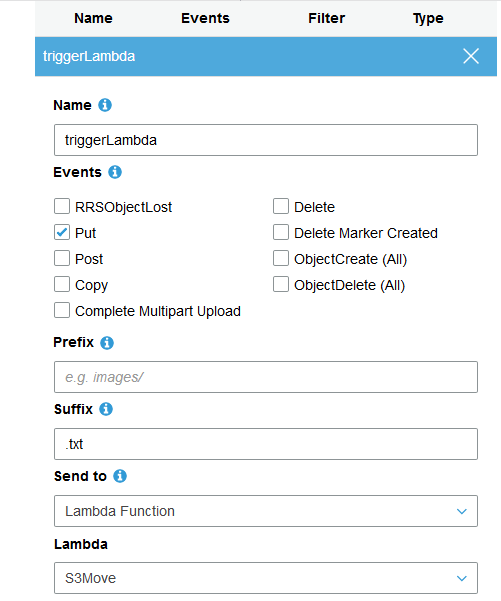 Name Events Filter Type
triggerLambda
Name
triggerLambda
Events
RRSObjectLost Delete
Put Delete Marker Created
Post ObjectCreate (All)
Copy ObjectDelete (All)
Complete Multipart Upload
Prefix
e.g. images/
Suffix
.txt
Send to
Lambda Function
Lambda
S3Move